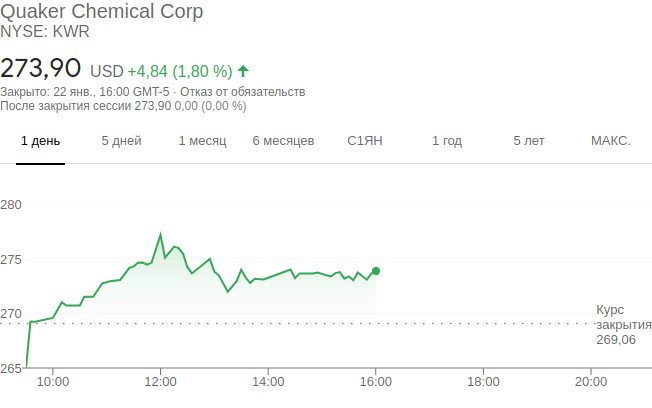 Quaker Chemical Corp
NYSE: KWR
273,90 USD +4,84 (1,80 %)
Закрыто: 22 янв., 16:00 GMT-5 · Отказ от обязательств
После закрытия сессии 273,90 0,00 (0,00 %)
1 день 5 дней 1 месяц 6 месяцев С1ЯН 1 год 5 лет МАКС.
280
275
270
265
Курс
закрытия
269,06
10:00 12:00 14:00 16:00 18:00 20:00